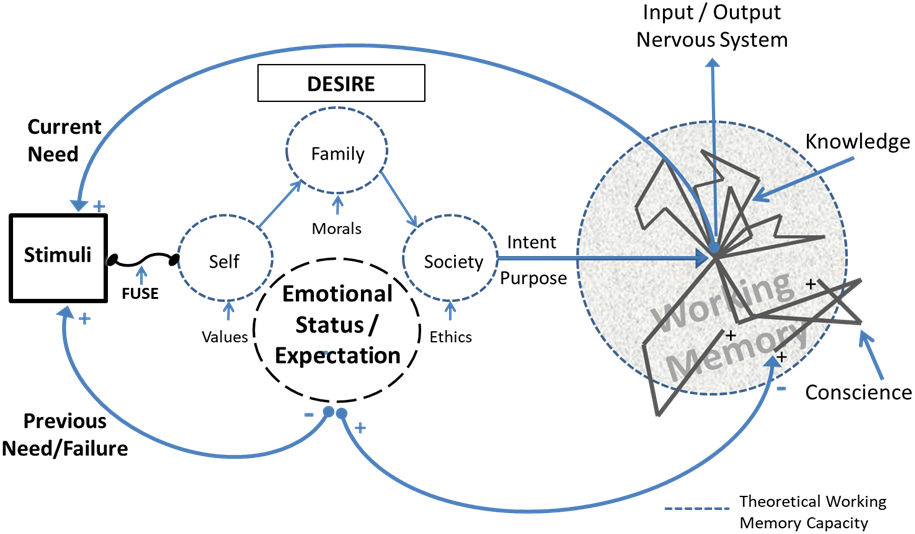 Input / Output
Nervous System
DESIRE
Current
Need
Family
Knowledge
+
Morals
Stimuli
Self
Society
Intent
Purpose
FUSE
Emotional
Status /
Expectation
Values
Ethics
Working
Memory
+
+
+
+
-
Conscience
-
+
Previous
Need/Failure
Theoretical Working
Memory Capacity